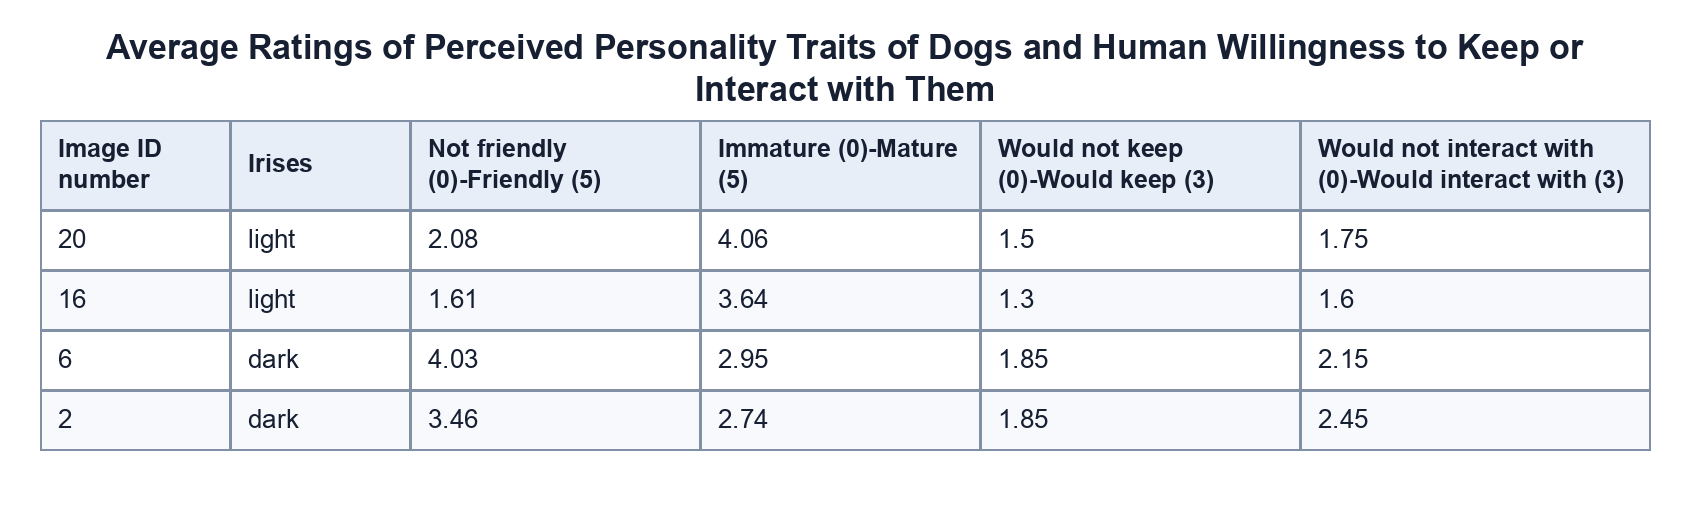 Average Ratings of Perceived Personality Traits of Dogs and Human Willingness to Keep or
Interact with Them
Image ID number
Irises
Not friendly (0)-Friendly (5)
Immature (0)-Mature (5)
Would not keep (0)-Would keep (3)
Would not interact with (0)-Would interact with (3)
20 light 2.08 4.06 1.5 1.75
16 light 1.61 3.64 1.3 1.6
6 dark 4.03 2.95 1.85 2.15
2 dark 3.46 2.74 1.85 2.45